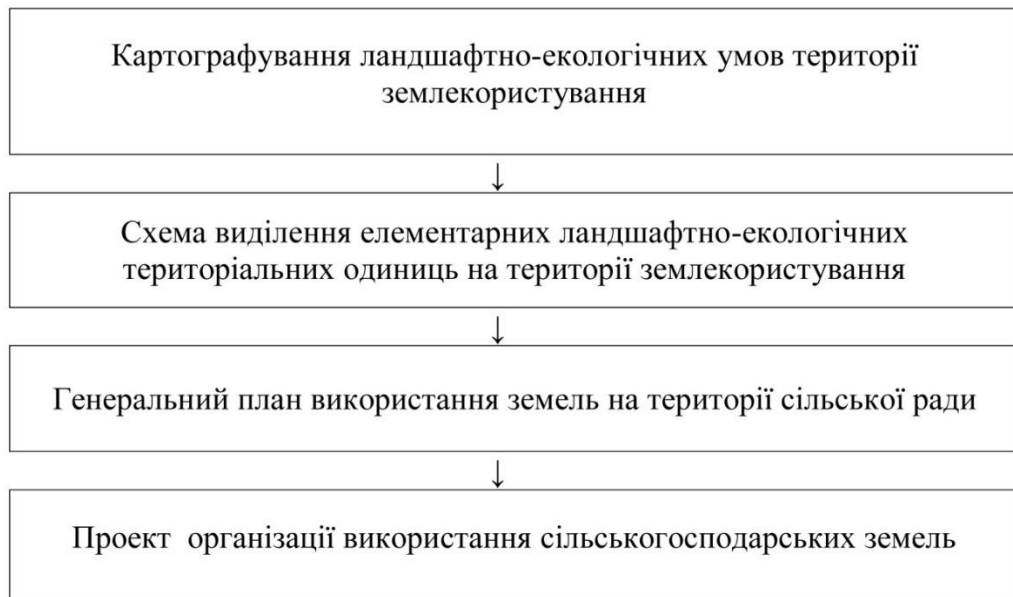 Картографування ландшафтно-екологічних умов території
землекористування
↓
Схема виділення елементарних ландшафтно-екологічних
територіальних одиниць на території землекористування
↓
Генеральний план використання земель на території сільської ради
↓
Проект організації використання сільськогосподарських земель